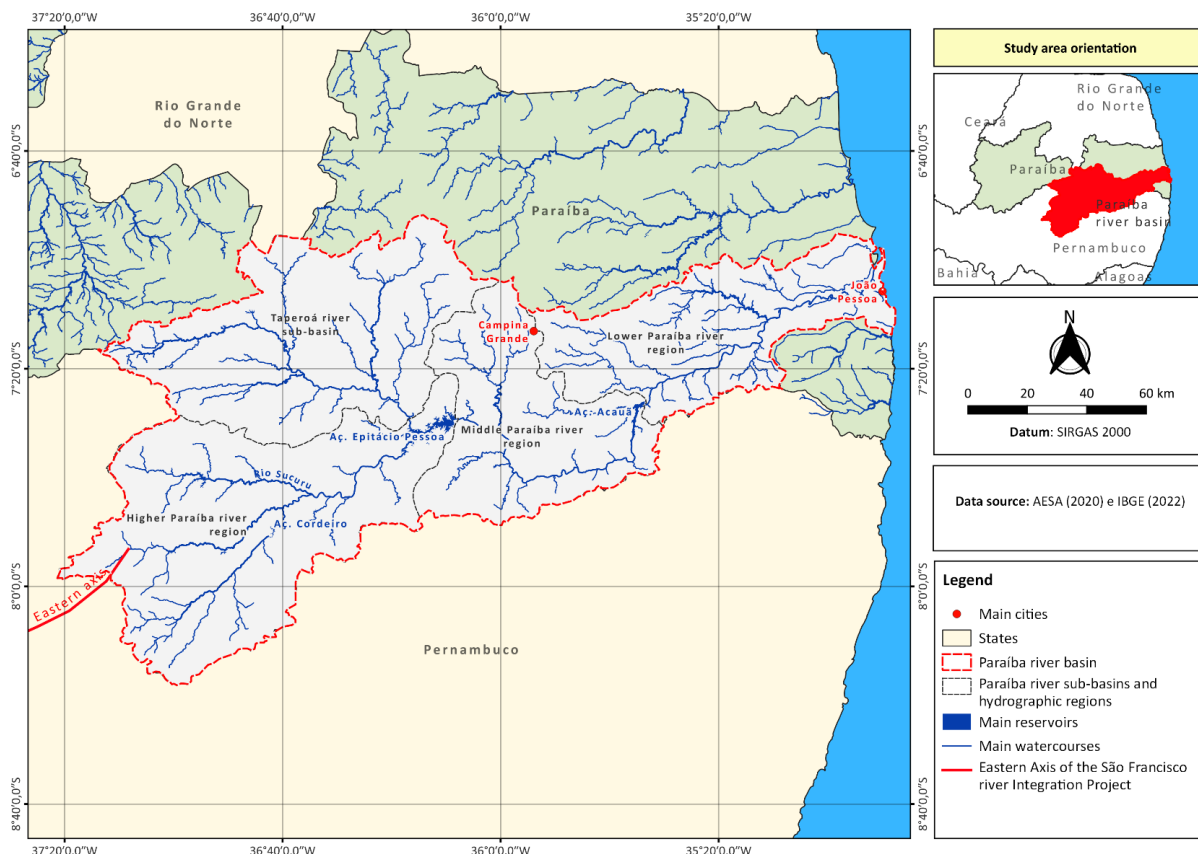 37°20'0,0"W
36°40'0,0"W
36°0'0,0"W
35°20'0,0"W
6°40'0,0"S
7°20'0,0"S
8°0'0,0"S
8°40'0,0"S
Rio Grande
do Norte
Paraíba
Taperoá river
sub-basin
Campina
Grande
João
Pessoa
Lower Paraíba river
region
Aç. Acauã
Aç. Epitácio Pessoa
Middle Paraíba river
region
Rio Sucuru
Higher Paraíba river
region
Aç. Cordeiro
Eastern axis
Pernambuco
6°40'0,0"S
7°20'0,0"S
8°0'0,0"S
8°40'0,0"S
37°20'0,0"W
36°40'0,0"W
36°0'0,0"W
35°20'0,0"W
Study area orientation
Rio Grande
do Norte
Ceará
Paraíba
Paraíba
river basin
Pernambuco
Bahia
Alagoas
N
0 20 40 60 km
Datum: SIRGAS 2000
Data source: AESA (2020) e IBGE (2022)
Legend
Main cities
States
Paraíba river basin
Paraíba river sub-basins and
hydrographic regions
Main reservoirs
Main watercourses
Eastern Axis of the São Francisco
river Integration Project